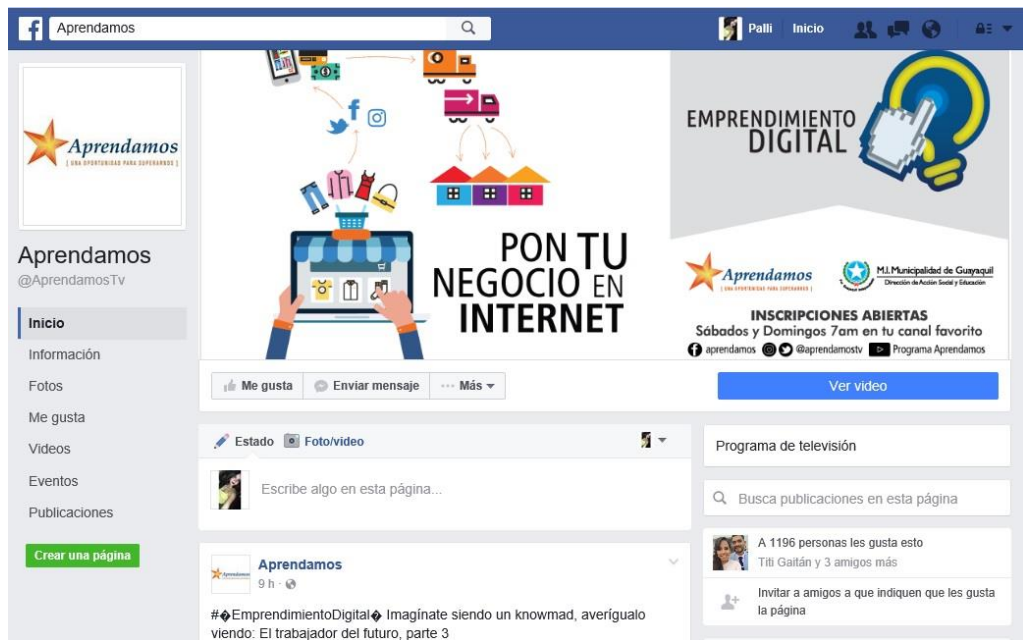 Aprendamos
Palli Inicio
Aprendamos
[ UNA OPORTUNIDAD PARA SUPERARNOS ]
Aprendamos
@AprendamosTv
Inicio
Información
Fotos
Me gusta
Videos
Eventos
Publicaciones
Crear una página
PON TU
NEGOCIO EN
INTERNET
EMPRENDIMIENTO
DIGITAL
Aprendamos
[ UNA OPORTUNIDAD PARA SUPERARNOS ]
M.I. Municipalidad de Guayaquil
Dirección de Acción Social y Educación
INSCRIPCIONES ABIERTAS
Sábados y Domingos 7am en tu canal favorito
aprendamos @aprendamostv Programa Aprendamos
Me gusta Enviar mensaje Más
Ver video
Estado Foto/video
Escribe algo en esta página...
Aprendamos
9 h
#�EmprendimientoDigital� Imagínate siendo un knowmad, averígualo
viendo: El trabajador del futuro, parte 3
Programa de televisión
Busca publicaciones en esta página
A 1196 personas les gusta esto
Titi Gaitán y 3 amigos más
Invitar a amigos a que indiquen que les gusta
la página